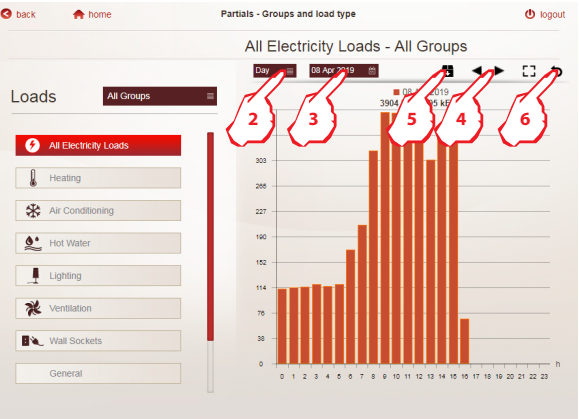 back home Partials - Groups and load type logout
All Electricity Loads - All Groups
Day 08 Apr 2019
Loads All Groups
08 2019
3904
2 3 5 4 6
All Electricity Loads
Heating
Air Conditioning
Hot Water
Lighting
Ventilation
Wall Sockets
General
303
265
227
190
152
114
76
38
0
0 1 2 3 4 5 6 7 8 9 10 11 12 13 14 15 16 17 18 19 20 21 22 23 h